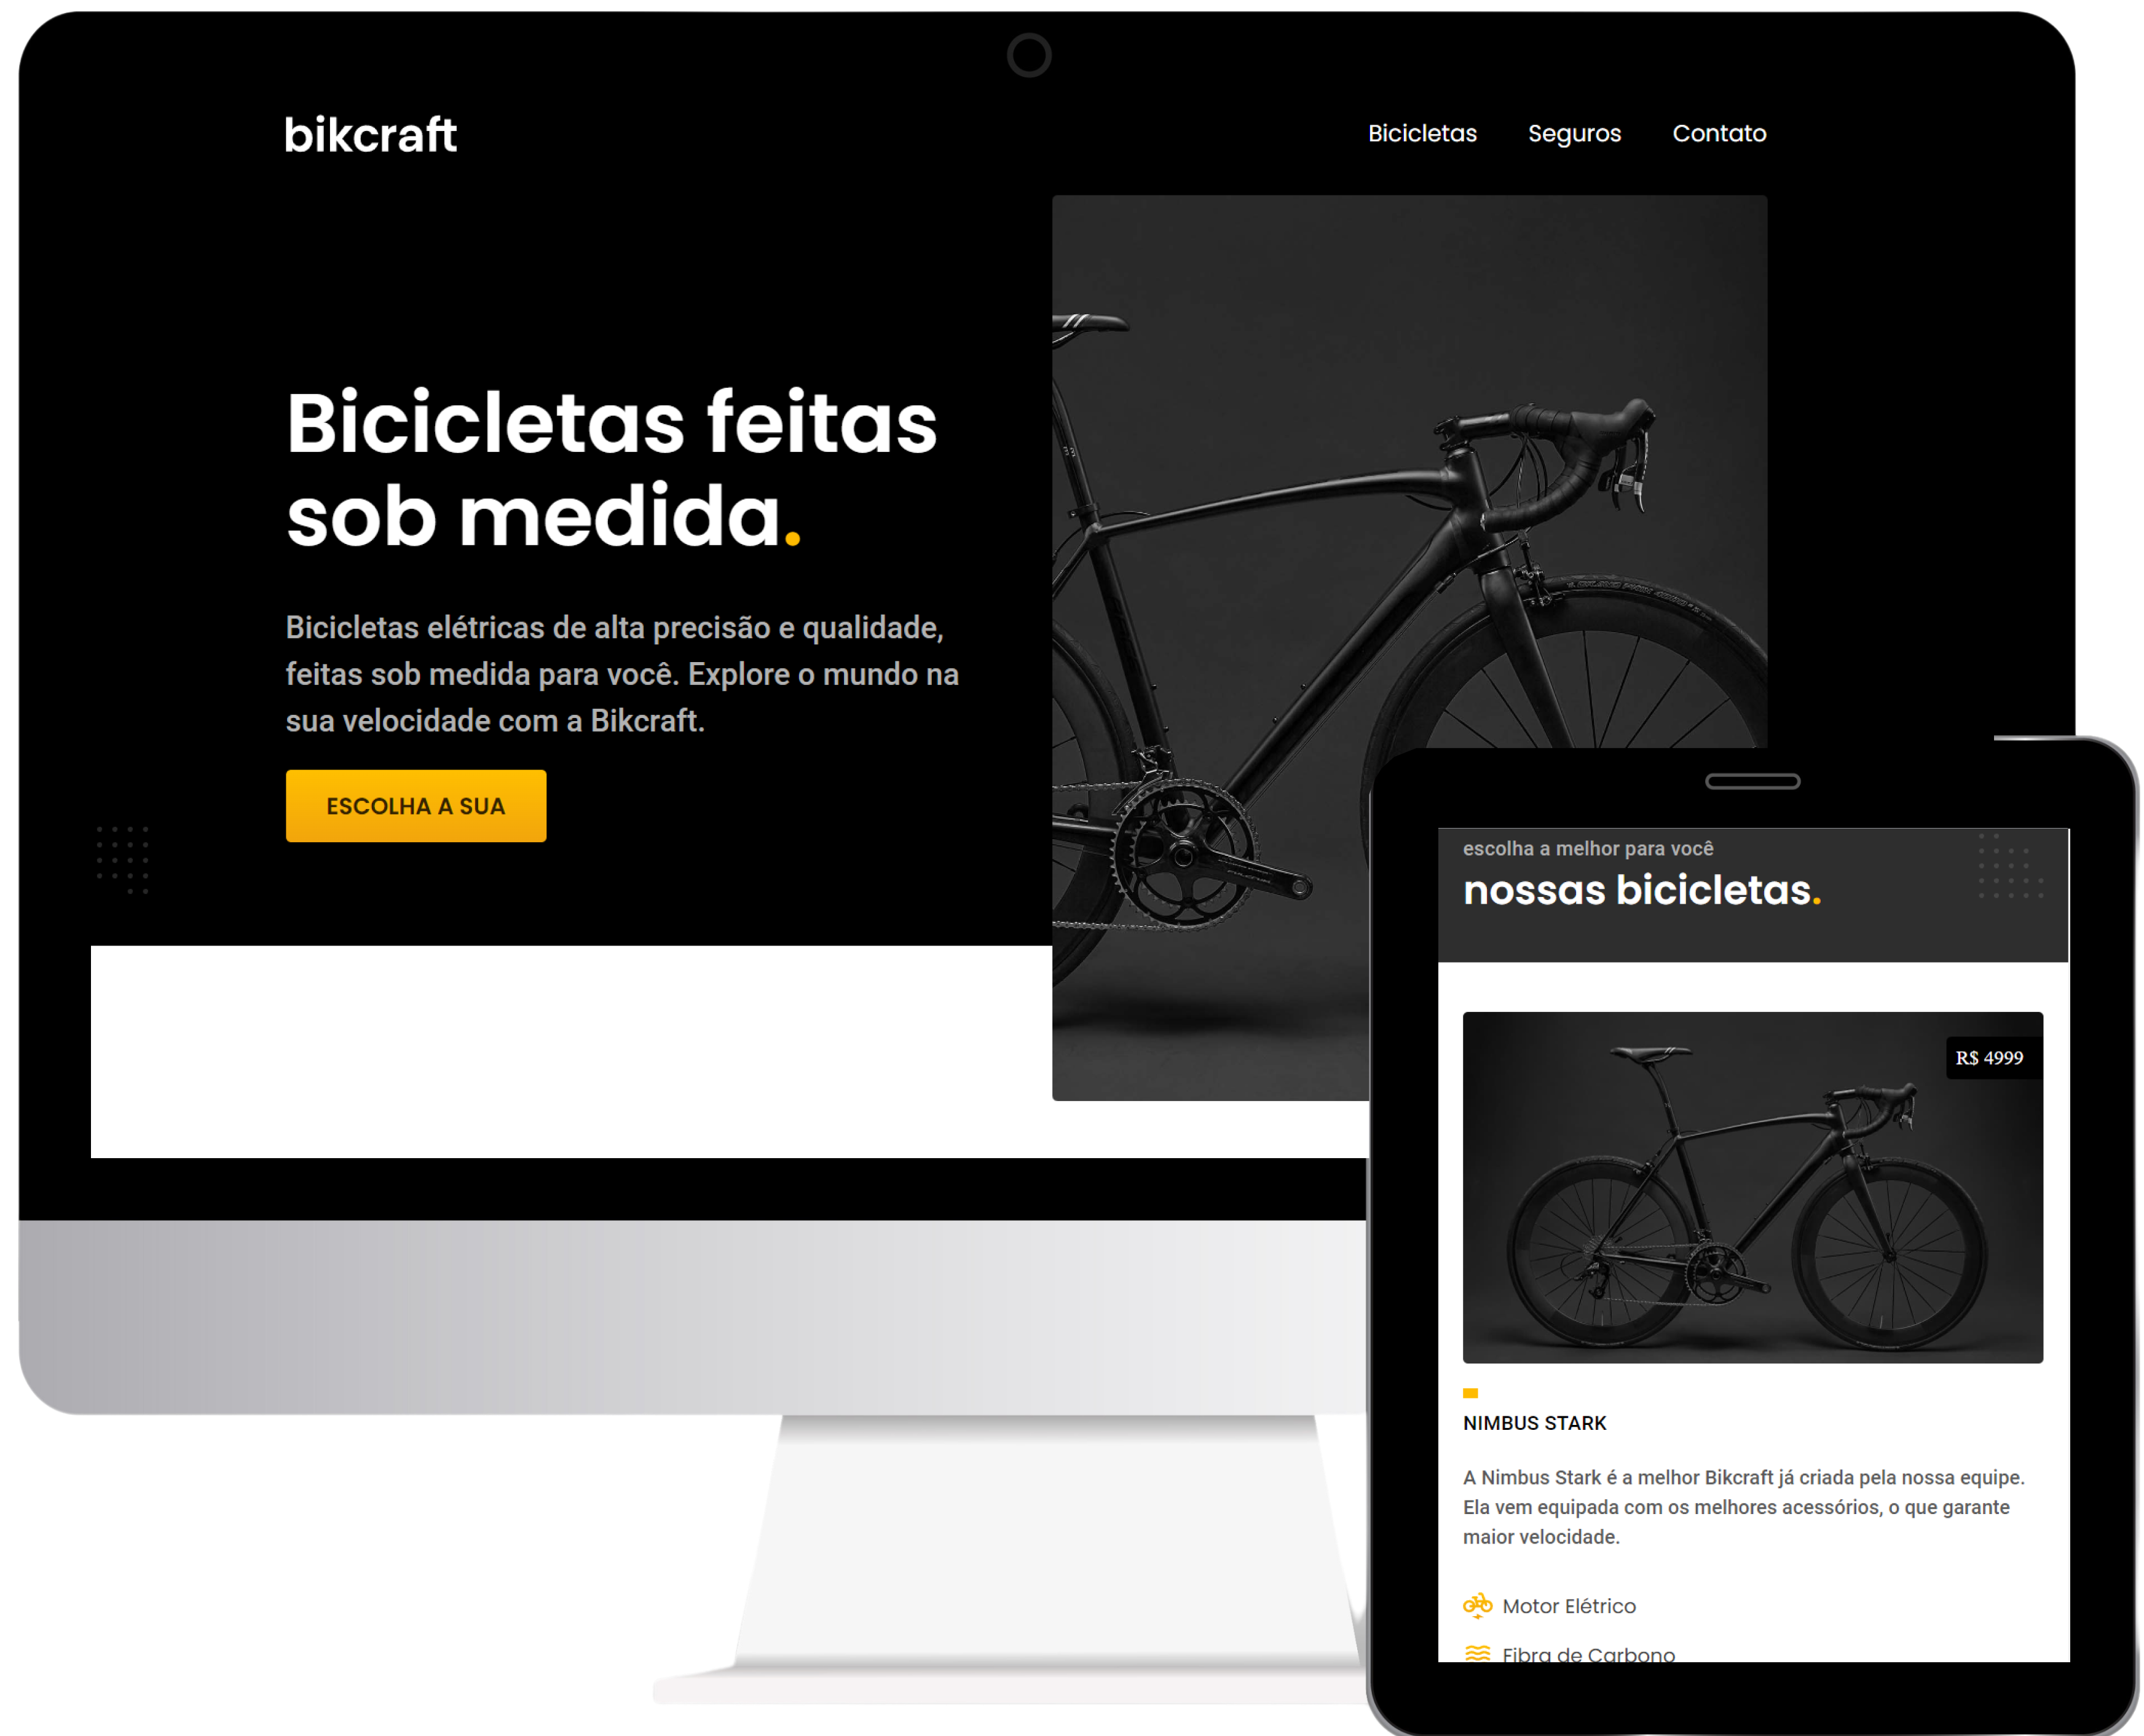 bikcraft
Bicicletas
Seguros
Contato
Bicicletas feitas
sob medida.
Bicicletas elétricas de alta precisão e qualidade,
feitas sob medida para você. Explore o mundo na
sua velocidade com a Bikcraft.
ESCOLHA A SUA
escolha a melhor para você
nossas bicicletas.
R$ 4999
NIMBUS STARK
A Nimbus Stark é a melhor Bikcraft já criada pela nossa equipe.
Ela vem equipada com os melhores acessórios, o que garante
maior velocidade.
Motor Elétrico
Fibra de Carbono